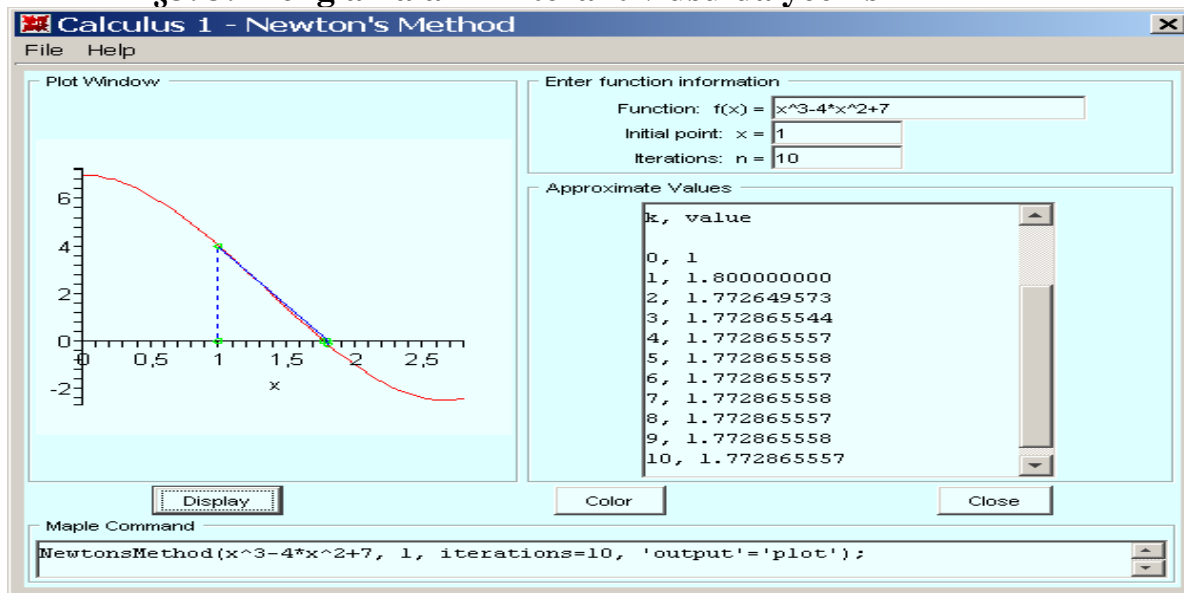 Calculus 1 - Newton's Method
File Help
Plot Window
6
4
2
0
-2
0 0,5 1 1,5 2 2,5
x
Enter function information
Function: f(x) = x^3-4*x^2+7
Initial point: x = 1
Iterations: n = 10
Approximate Values
k, value
0, 1
1, 1.800000000
2, 1.772649573
3, 1.772865544
4, 1.772865557
5, 1.772865558
6, 1.772865557
7, 1.772865558
8, 1.772865557
9, 1.772865558
10, 1.772865557
Display Color Close
Maple Command
NewtonsMethod(x^3-4*x^2+7, 1, iterations=10, 'output'='plot');